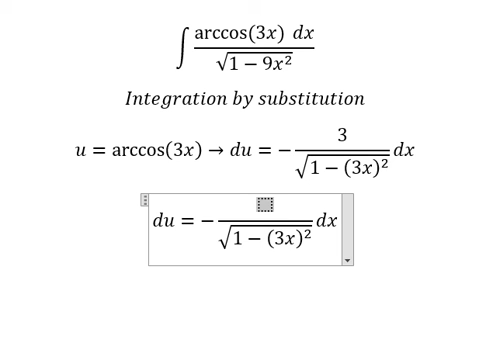 ∫ arccos(3x) dx / √(1 − 9x²)
Integration by substitution
u = arccos(3x) → du = − 3 / √(1 − (3x)²) dx
du = − ⬚ / √(1 − (3x)²) dx